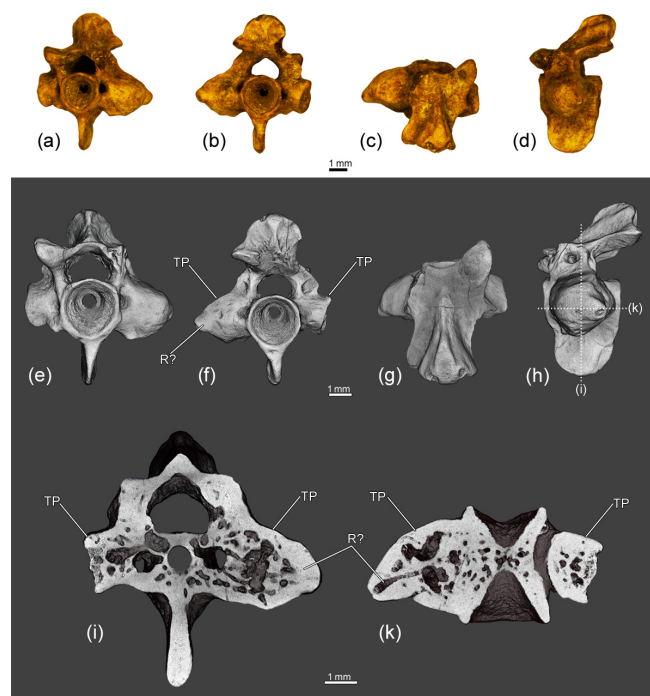 (a) (b) (c) (d)
1 mm
TP TP
(k)
R?
(e) (f) (g) (h)
(i)
1 mm
TP TP TP TP
R?
(i) (k)
1 mm